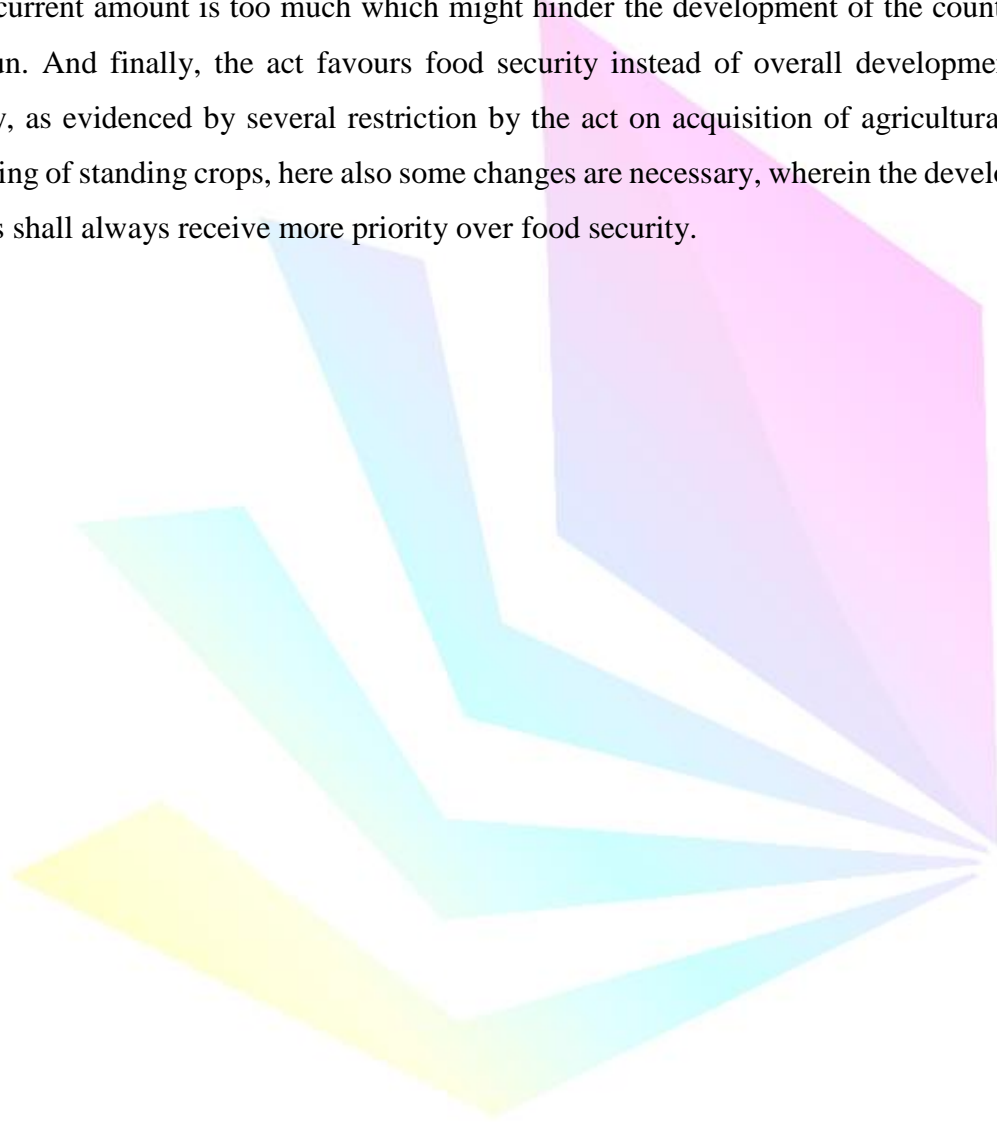 current amount is too much which might hinder the development of the count
un. And finally, the act favours food security instead of overall developmen
y, as evidenced by several restriction by the act on acquisition of agricultura
ing of standing crops, here also some changes are necessary, wherein the develo
s shall always receive more priority over food security.